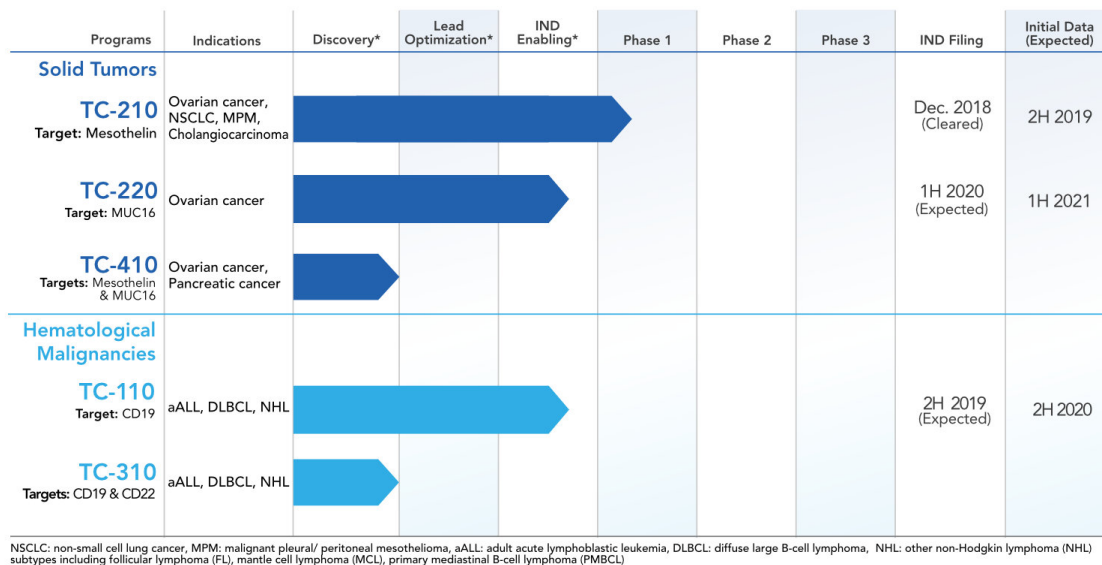 Programs
Indications
Discovery*
Lead
Optimization*
IND
Enabling*
Phase 1
Phase 2
Phase 3
IND Filing
Initial Data
(Expected)
Solid Tumors
TC-210
Target: Mesothelin
Ovarian cancer,
NSCLC, MPM,
Cholangiocarcinoma
Dec. 2018
(Cleared)
2H 2019
TC-220
Target: MUC16
Ovarian cancer
1H 2020
(Expected)
1H 2021
TC-410
Targets: Mesothelin
& MUC16
Ovarian cancer,
Pancreatic cancer
Hematological
Malignancies
TC-110
Target: CD19
aALL, DLBCL, NHL
2H 2019
(Expected)
2H 2020
TC-310
Targets: CD19 & CD22
aALL, DLBCL, NHL
NSCLC: non-small cell lung cancer, MPM: malignant pleural/ peritoneal mesothelioma, aALL: adult acute lymphoblastic leukemia, DLBCL: diffuse large B-cell lymphoma, NHL: other non-Hodgkin lymphoma (NHL)
subtypes including follicular lymphoma (FL), mantle cell lymphoma (MCL), primary mediastinal B-cell lymphoma (PMBCL)